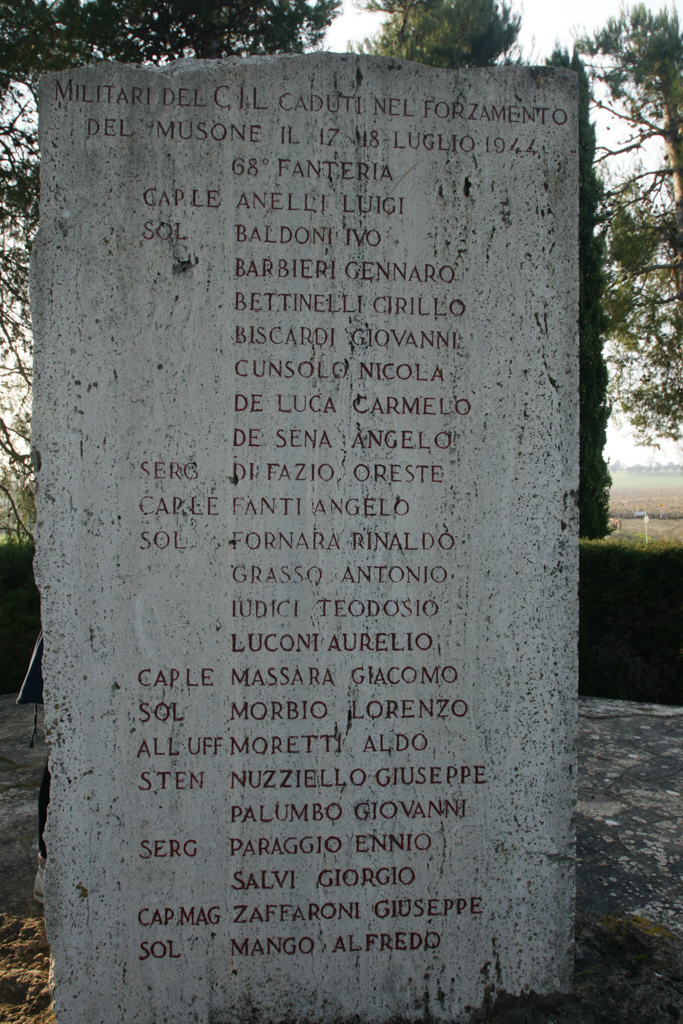 MILITARI DEL C.I.L CADUTI NEL FORZAMENTO
DEL MUSONE IL 17 18 LUGLIO 1944
68° FANTERIA
CAP.LE ANELLI LUIGI
SOL BALDONI IVO
BARBIERI GENNARO
BETTINELLI CIRILLO
BISCARDI GIOVANNI
CUNSOLO NICOLA
DE LUCA CARMELO
DE SENA ANGELO
SERG DI FAZIO ORESTE
CAP.LE FANTI ANGELO
SOL FORNARA RINALDO
GRASSO ANTONIO
IUDICI TEODOSIO
LUCONI AURELIO
CAP.LE MASSARA GIACOMO
SOL MORBIO LORENZO
ALL UFF MORETTI ALDO
S TEN NUZZIELLO GIUSEPPE
PALUMBO GIOVANNI
SERG PARAGGIO ENNIO
SALVI GIORGIO
CAP.MAG ZAFFARONI GIUSEPPE
SOL MANGO ALFREDO